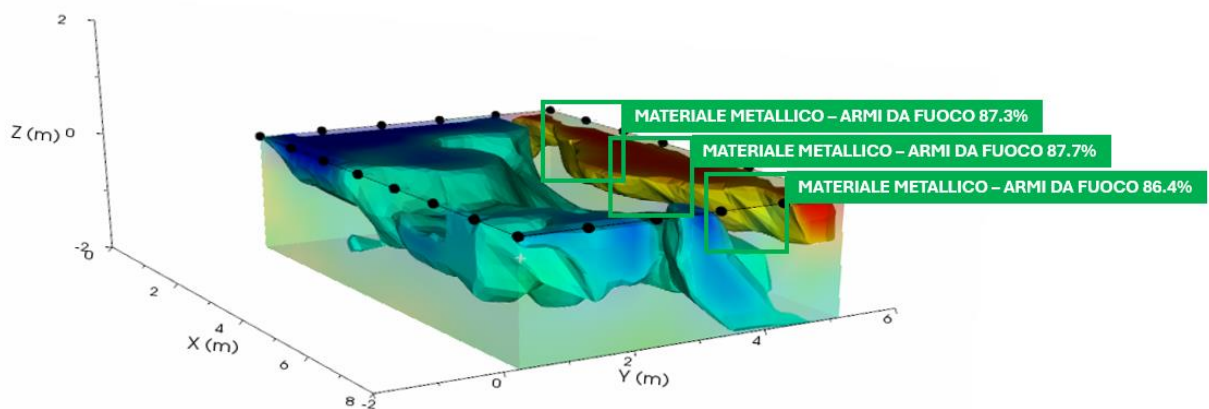 2
MATERIALE METALLICO – ARMI DA FUOCO 87.3%
Z (m) 0
MATERIALE METALLICO – ARMI DA FUOCO 87.7%
MATERIALE METALLICO – ARMI DA FUOCO 86.4%
-2
0
2
4
X (m)
6
8
-2
0
2
Y (m)
4
6